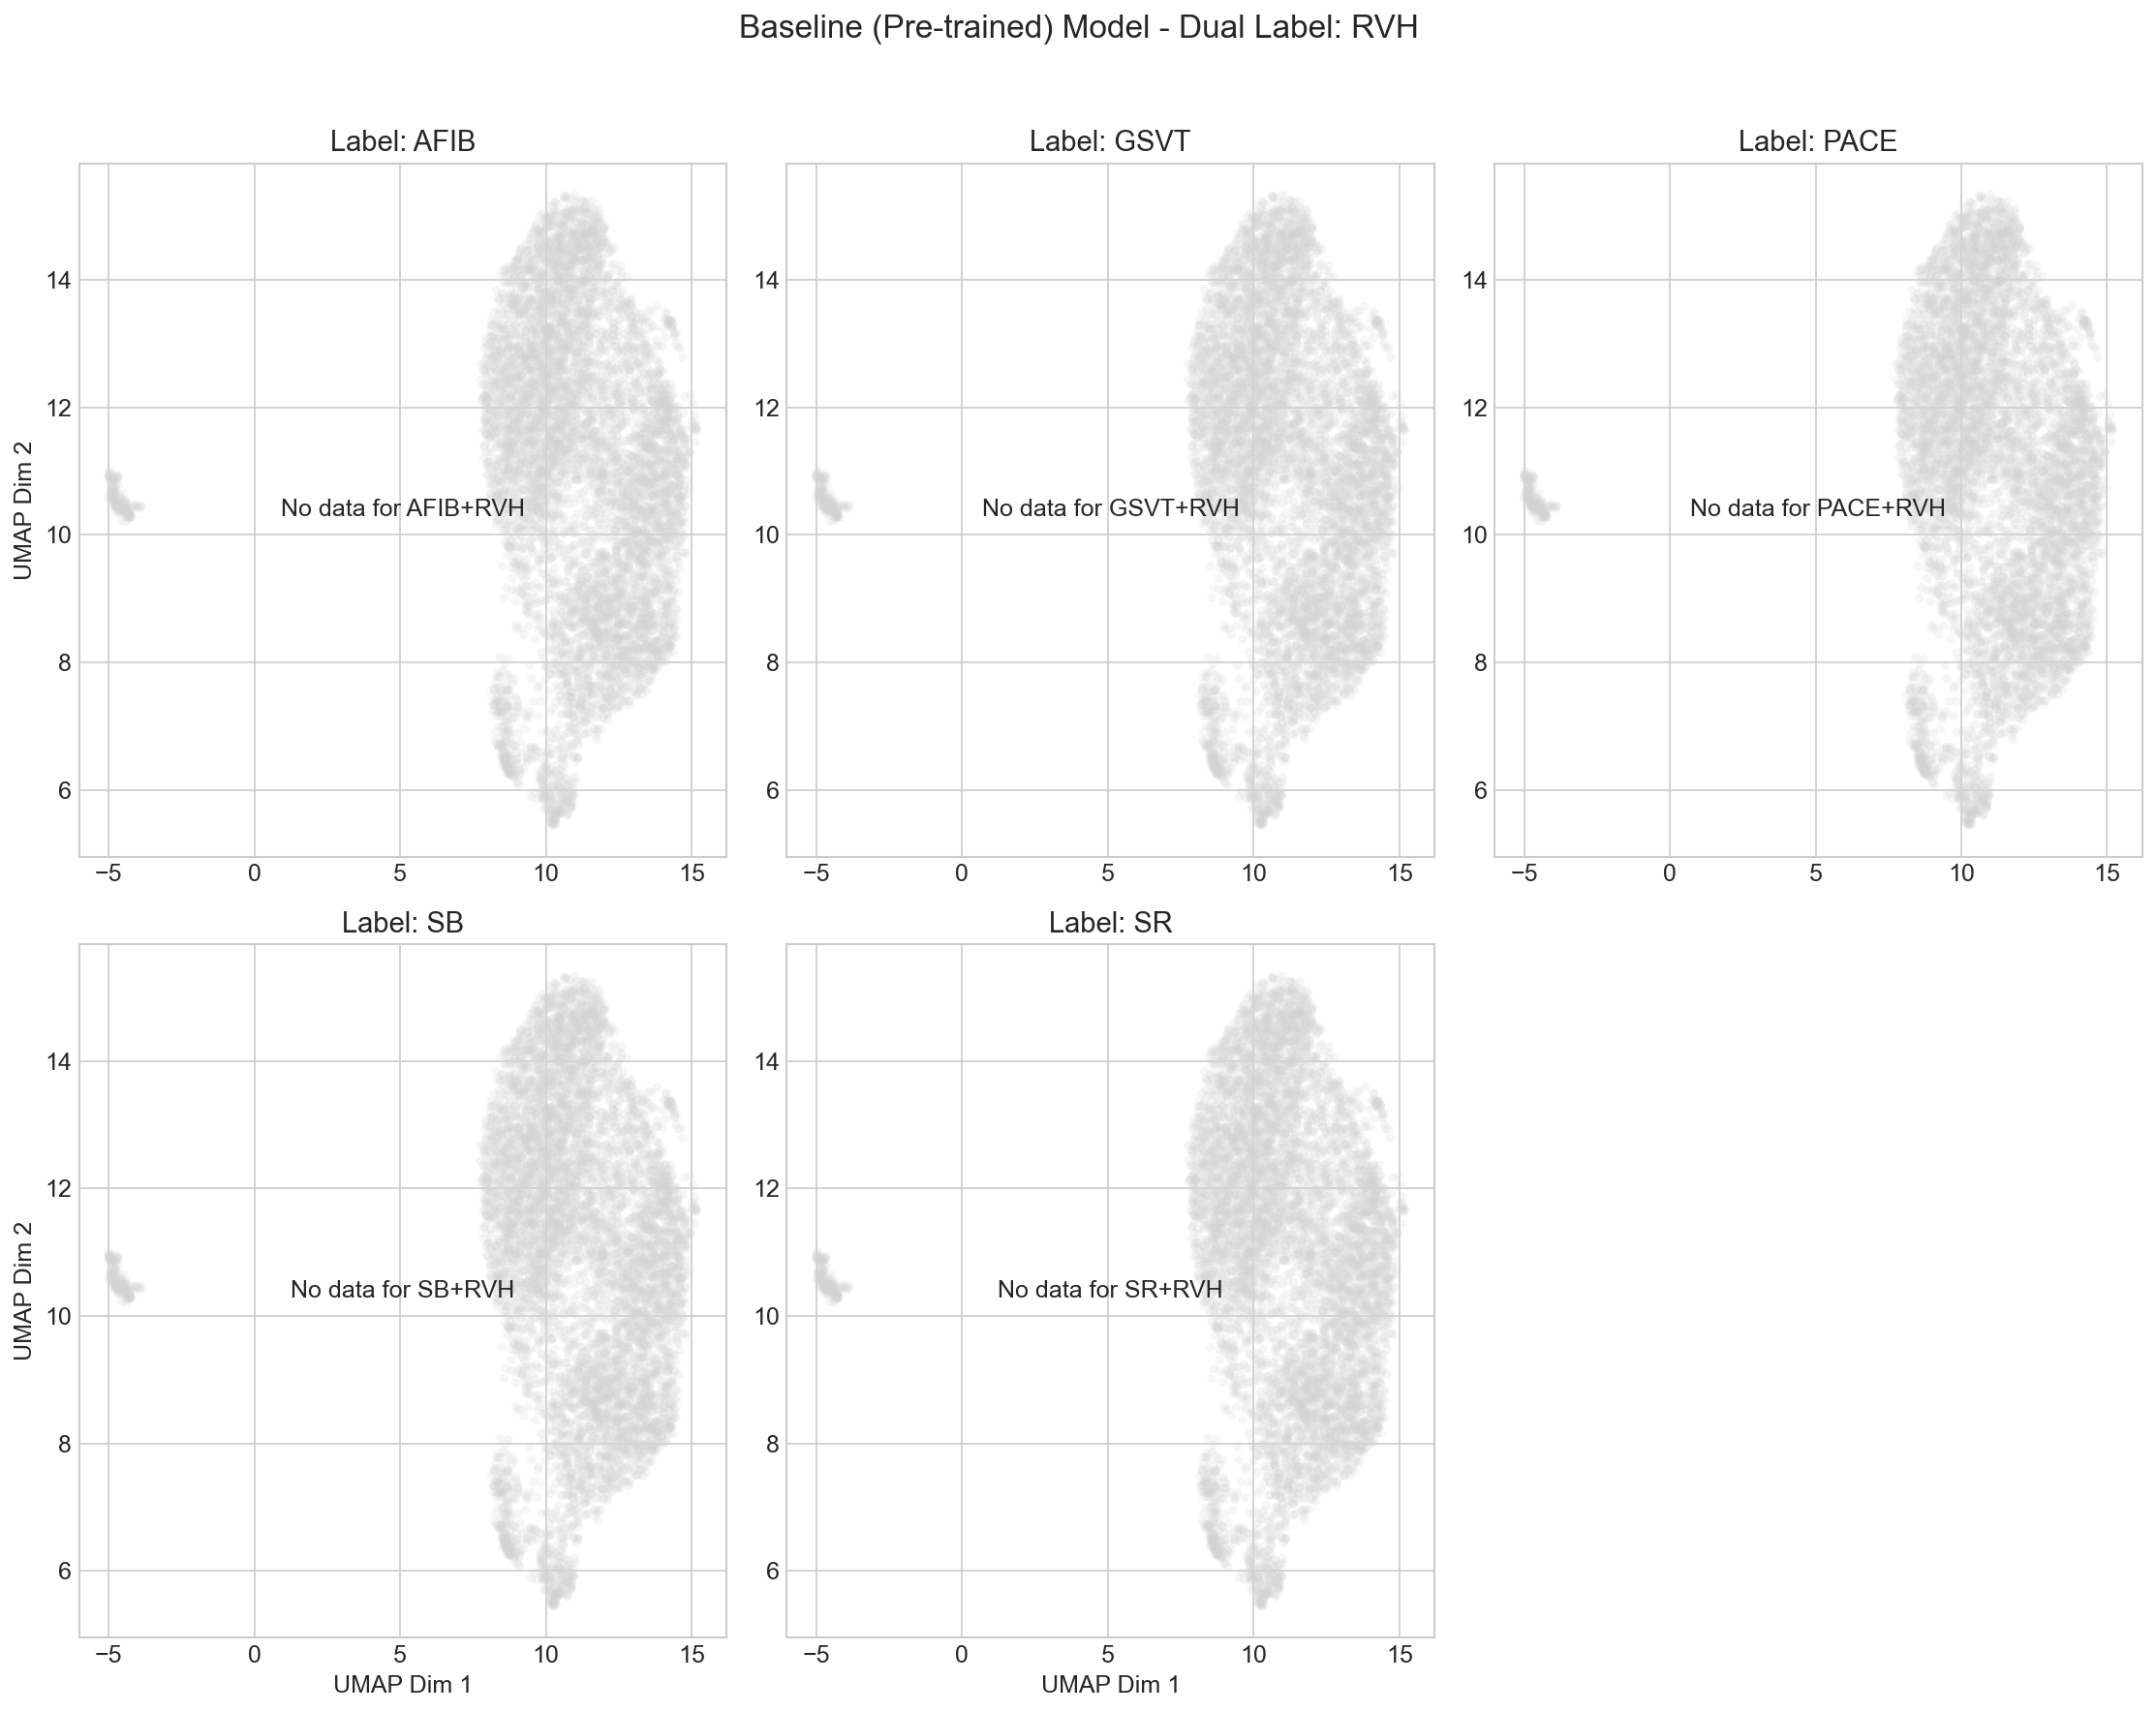 Baseline (Pre-trained) Model - Dual Label: RVH
Label: AFIB
UMAP Dim 2
14
12
10
8
6
No data for AFIB+RVH
−5 0 5 10 15
Label: GSVT
14
12
10
8
6
No data for GSVT+RVH
−5 0 5 10 15
Label: PACE
14
12
10
8
6
No data for PACE+RVH
−5 0 5 10 15
Label: SB
UMAP Dim 2
14
12
10
8
6
No data for SB+RVH
−5 0 5 10 15
UMAP Dim 1
Label: SR
14
12
10
8
6
No data for SR+RVH
−5 0 5 10 15
UMAP Dim 1